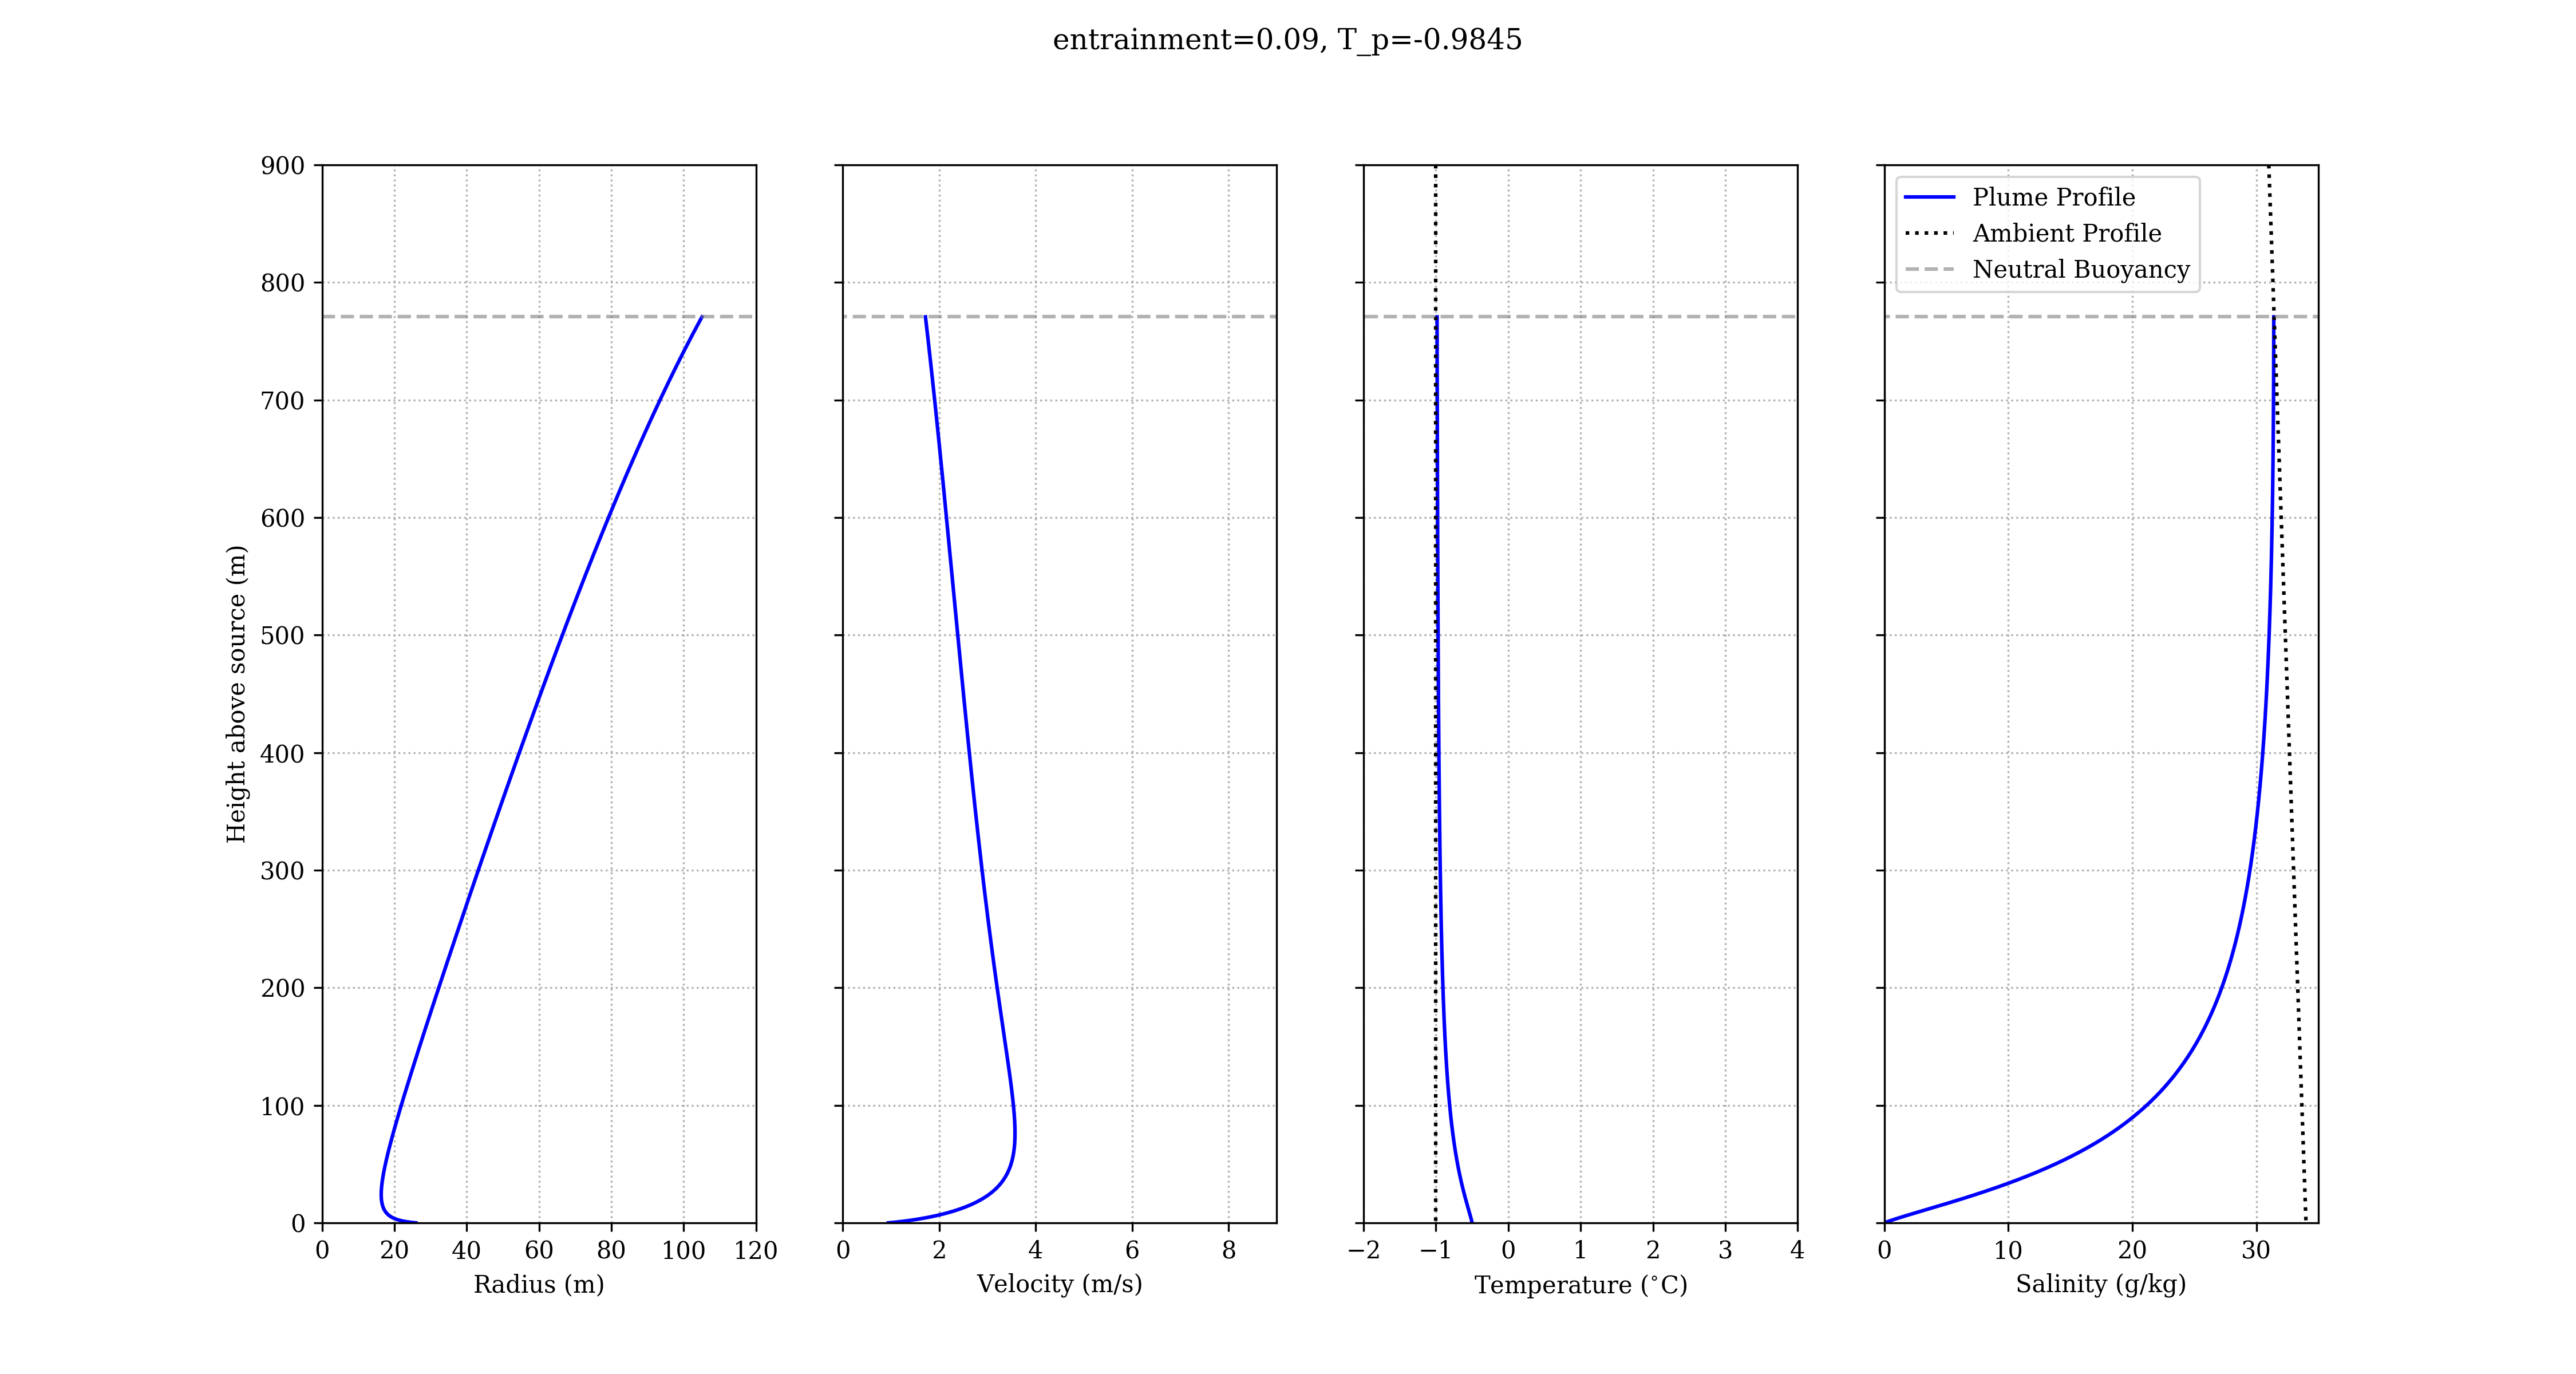 entrainment=0.09, T_p=-0.9845
Height above source (m)
900
800
700
600
500
400
300
200
100
0
0 20 40 60 80 100 120
Radius (m)
0 2 4 6 8
Velocity (m/s)
−2 −1 0 1 2 3 4
Temperature (°C)
Plume Profile
Ambient Profile
Neutral Buoyancy
0 10 20 30
Salinity (g/kg)